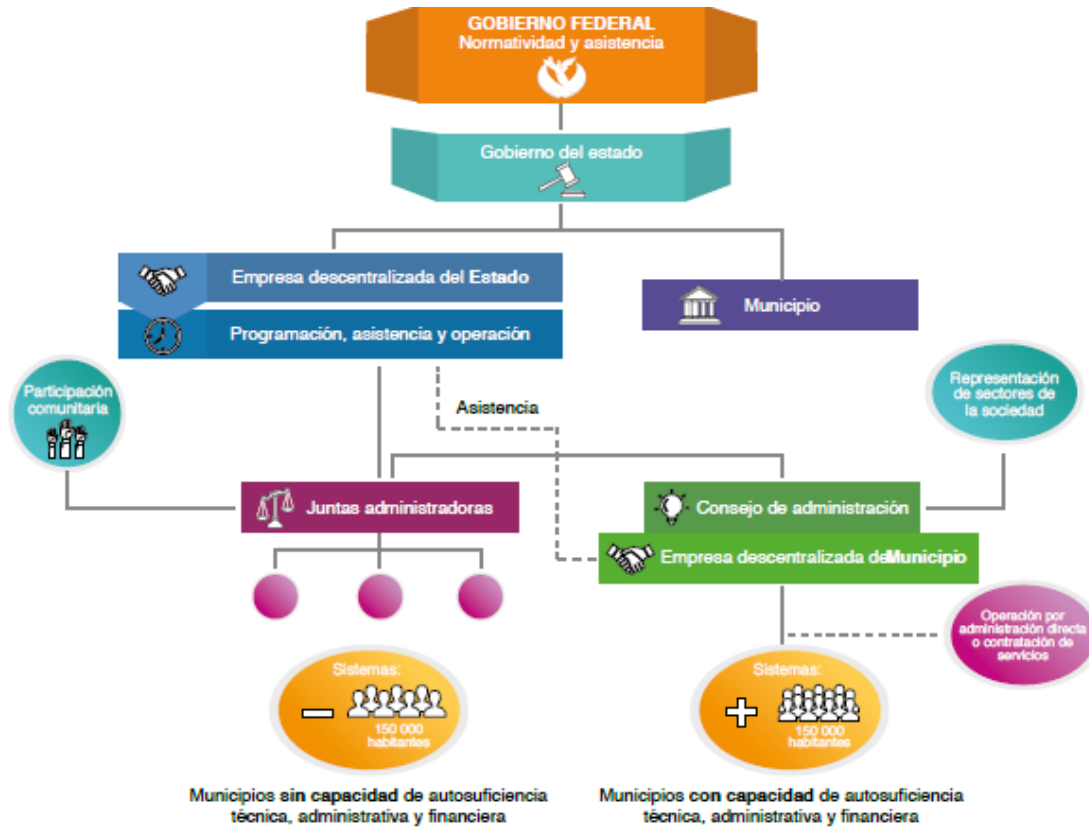 GOBIERNO FEDERAL
Normatividad y asistencia
Gobierno del estado
Empresa descentralizada del Estado
Programación, asistencia y operación
Municipio
Participación
comunitaria
Asistencia
Representación
de sectores de
la sociedad
Juntas administradoras
Consejo de administración
Empresa descentralizada del Municipio
Operación por
administración directa
o contratación de
servicios
Sistemas:
−
150 000
habitantes
Sistemas:
+
150 000
habitantes
Municipios sin capacidad de autosuficiencia
técnica, administrativa y financiera
Municipios con capacidad de autosuficiencia
técnica, administrativa y financiera